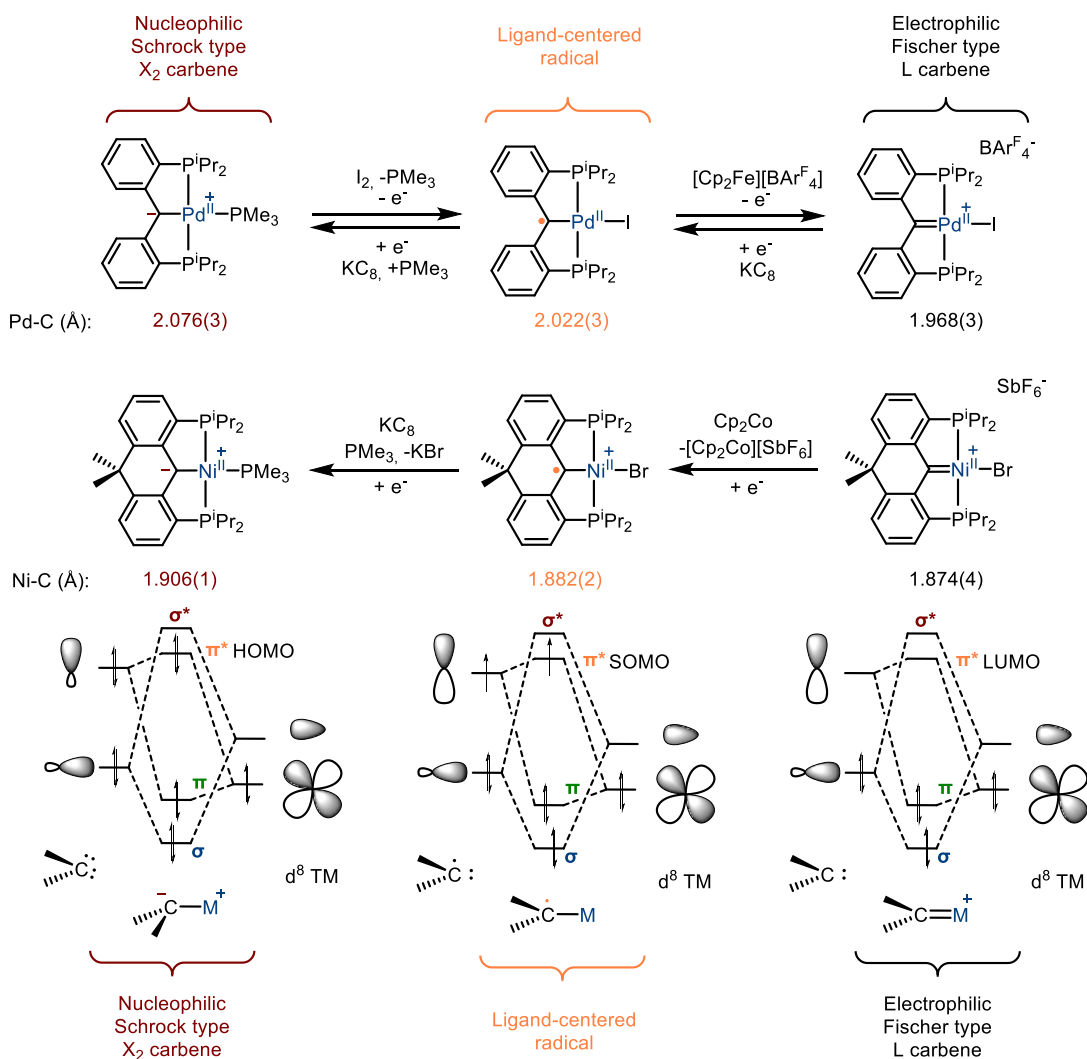 Nucleophilic
Schrock type
X₂ carbene
Ligand-centered
radical
Electrophilic
Fischer type
L carbene
PⁱPr₂
− Pd^II + PMe₃
PⁱPr₂
I₂, -PMe₃
- e⁻
+ e⁻
KC₈, +PMe₃
PⁱPr₂
• Pd^II I
PⁱPr₂
[Cp₂Fe][BArᶠ₄]
- e⁻
+ e⁻
KC₈
BArᶠ₄⁻
PⁱPr₂
Pd^II + I
PⁱPr₂
Pd-C (Å): 2.076(3) 2.022(3) 1.968(3)
PⁱPr₂
− Ni^II + PMe₃
PⁱPr₂
KC₈
PMe₃, -KBr
+ e⁻
PⁱPr₂
• Ni^II + Br
PⁱPr₂
Cp₂Co
-[Cp₂Co][SbF₆]
+ e⁻
SbF₆⁻
PⁱPr₂
Ni^II + Br
PⁱPr₂
Ni-C (Å): 1.906(1) 1.882(2) 1.874(4)
σ*
π* HOMO
π
σ
C:
d⁸ TM
− C M +
σ*
π* SOMO
π
σ
C:
d⁸ TM
C M
σ*
π* LUMO
π
σ
C:
d⁸ TM
C=M +
Nucleophilic
Schrock type
X₂ carbene
Ligand-centered
radical
Electrophilic
Fischer type
L carbene